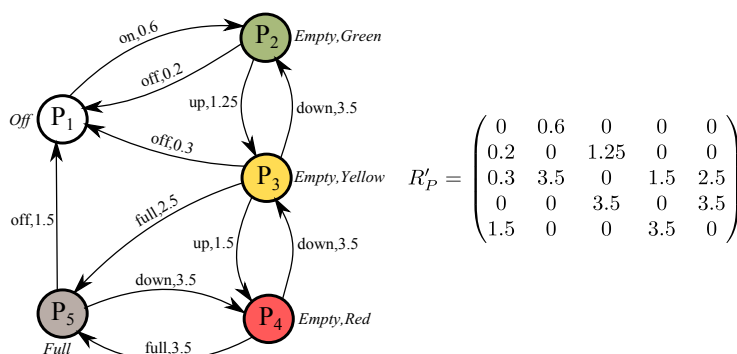 P2 Empty,Green
on,0.6
off,0.2
Off P1
up,1.25 down,3.5
off,0.3
P3 Empty,Yellow
full,2.5
off,1.5
up,1.5 down,3.5
down,3.5
P5
P4 Empty,Red
Full
full,3.5
R′P =
0 0.6 0 0 0
0.2 0 1.25 0 0
0.3 3.5 0 1.5 2.5
0 0 3.5 0 3.5
1.5 0 0 3.5 0